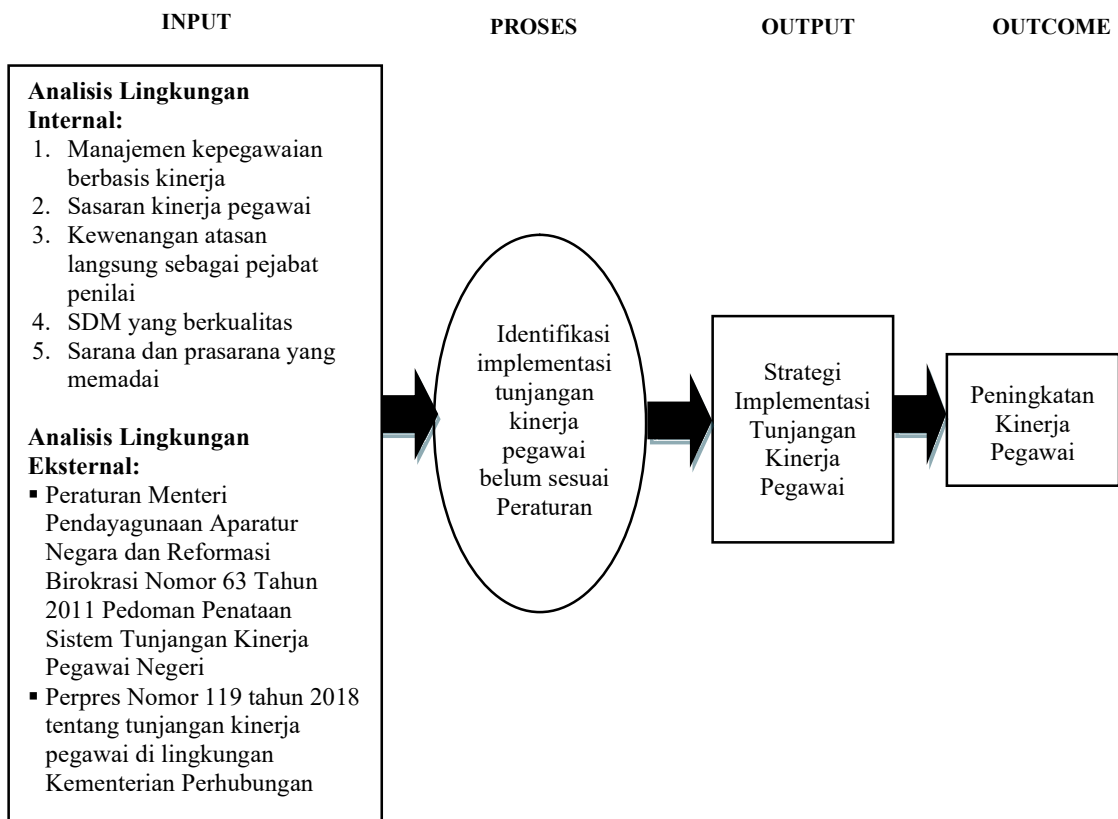 INPUT
PROSES
OUTPUT
OUTCOME
Analisis Lingkungan
Internal:
1. Manajemen kepegawaian
berbasis kinerja
2. Sasaran kinerja pegawai
3. Kewenangan atasan
langsung sebagai pejabat
penilai
4. SDM yang berkualitas
5. Sarana dan prasarana yang
memadai
Analisis Lingkungan
Eksternal:
▪ Peraturan Menteri
Pendayagunaan Aparatur
Negara dan Reformasi
Birokrasi Nomor 63 Tahun
2011 Pedoman Penataan
Sistem Tunjangan Kinerja
Pegawai Negeri
▪ Perpres Nomor 119 tahun 2018
tentang tunjangan kinerja
pegawai di lingkungan
Kementerian Perhubungan
Identifikasi
implementasi
tunjangan
kinerja
pegawai
belum sesuai
Peraturan
Strategi
Implementasi
Tunjangan
Kinerja
Pegawai
Peningkatan
Kinerja
Pegawai